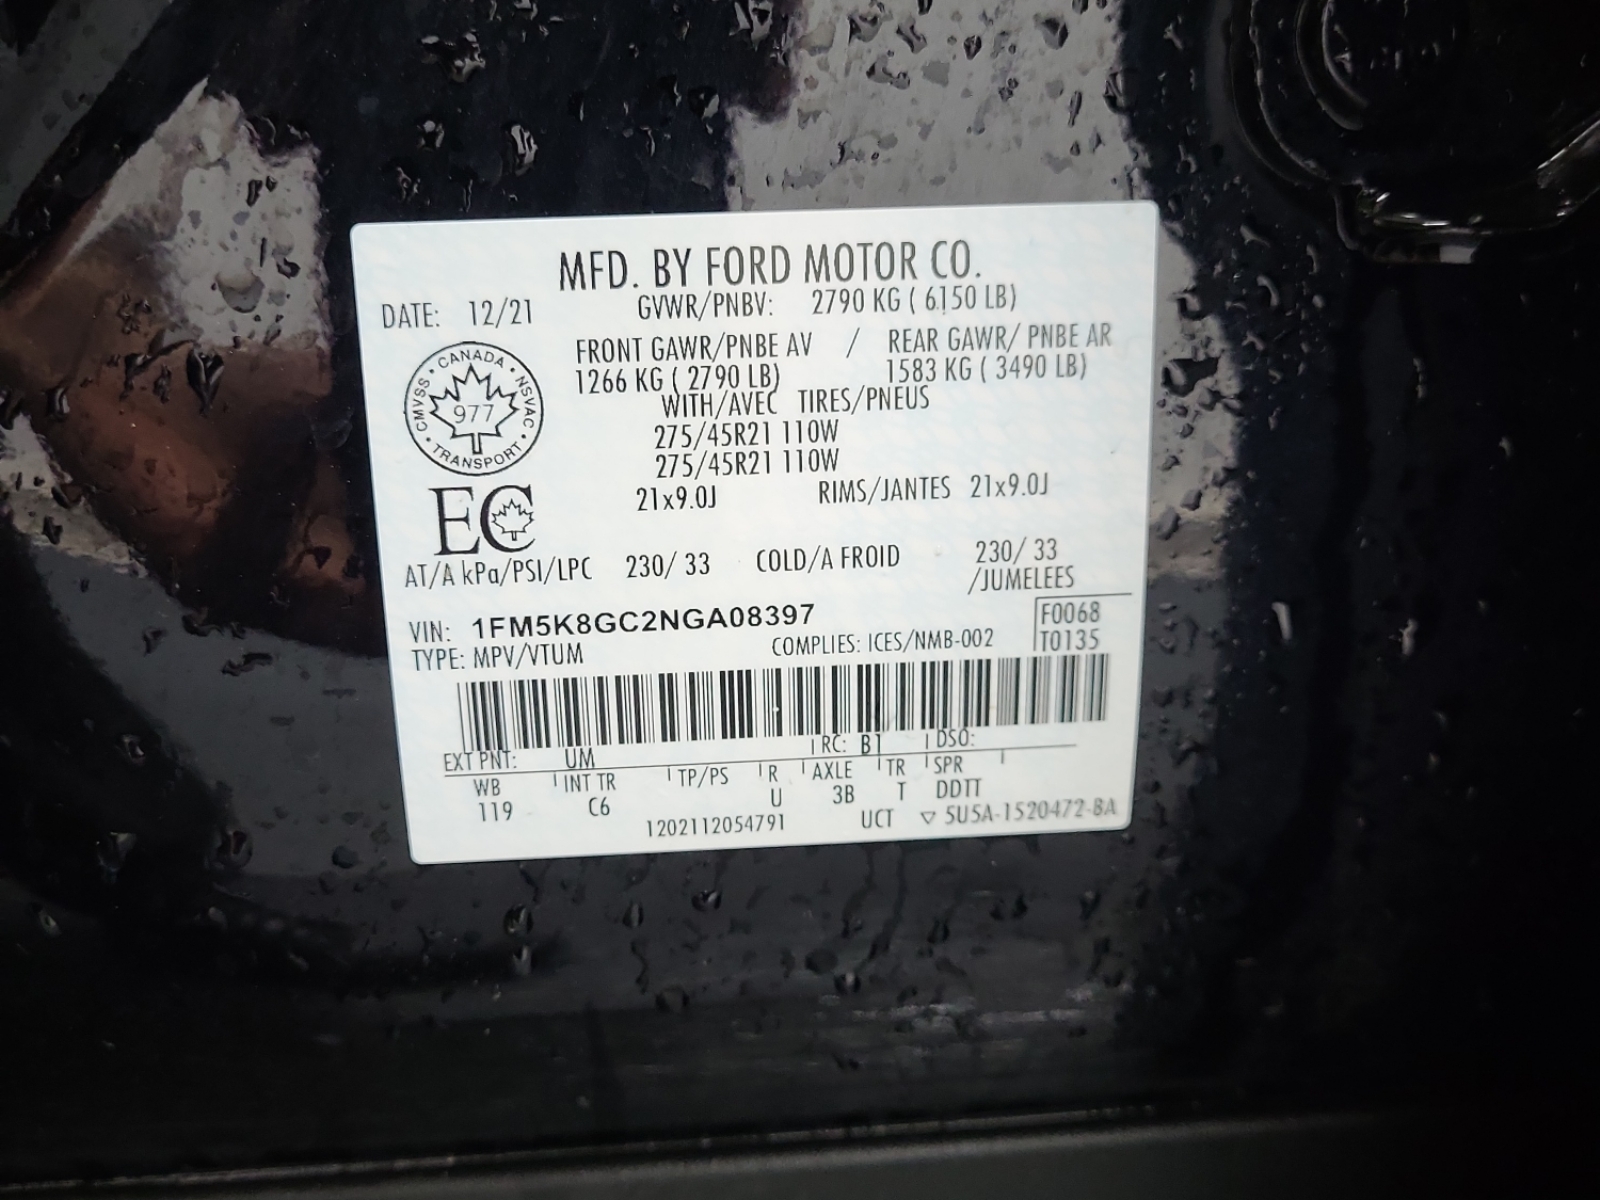 MFD. BY FORD MOTOR CO.
DATE: 12/21 GVWR/PNBV: 2790 KG ( 6150 LB)
FRONT GAWR/PNBE AV / REAR GAWR/ PNBE AR
1266 KG ( 2790 LB) 1583 KG ( 3490 LB)
WITH/AVEC TIRES/PNEUS
275/45R21 110W
275/45R21 110W
21x9.0J RIMS/JANTES 21x9.0J
CANADA
CMVSS 977 NSVAC
TRANSPORT
EC
AT/A kPa/PSI/LPC 230/ 33 COLD/A FROID 230/ 33
/JUMELEES
VIN: 1FM5K8GC2NGA08397 F0068
TYPE: MPV/VTUM COMPLIES: ICES/NMB-002 T0135
EXT PNT: UM RC: B1 DSO:
WB INT TR TP/PS R AXLE TR SPR
119 C6 U 3B T DDTT
1202112054791 UCT ▽ 5U5A-1520472-BA